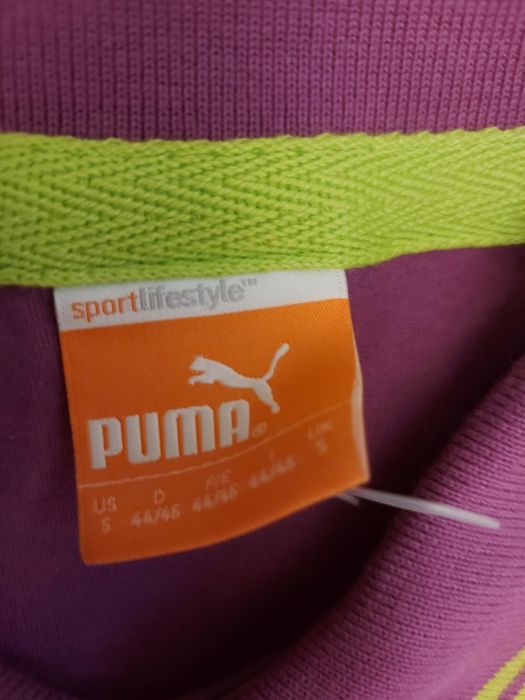 sportlifestyle™
PUMA®
US D F/E I UK
S 44/46 44/46 44/46 S